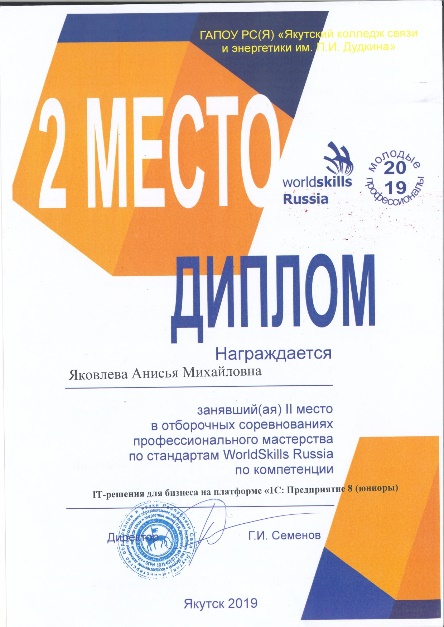 ГАПОУ РС(Я) «Якутский колледж связи
и энергетики им. П.И. Дудкина»
2 МЕСТО
worldskills
Russia
МОЛОДЫЕ
20
19
ПРОФЕССИОНАЛЫ
ДИПЛОМ
Награждается
Яковлева Анисья Михайловна
занявший(ая) II место
в отборочных соревнованиях
профессионального мастерства
по стандартам WorldSkills Russia
по компетенции
IT-решения для бизнеса на платформе «1С: Предприятие 8 (юниоры)
Директор
Г.И. Семенов
Якутск 2019